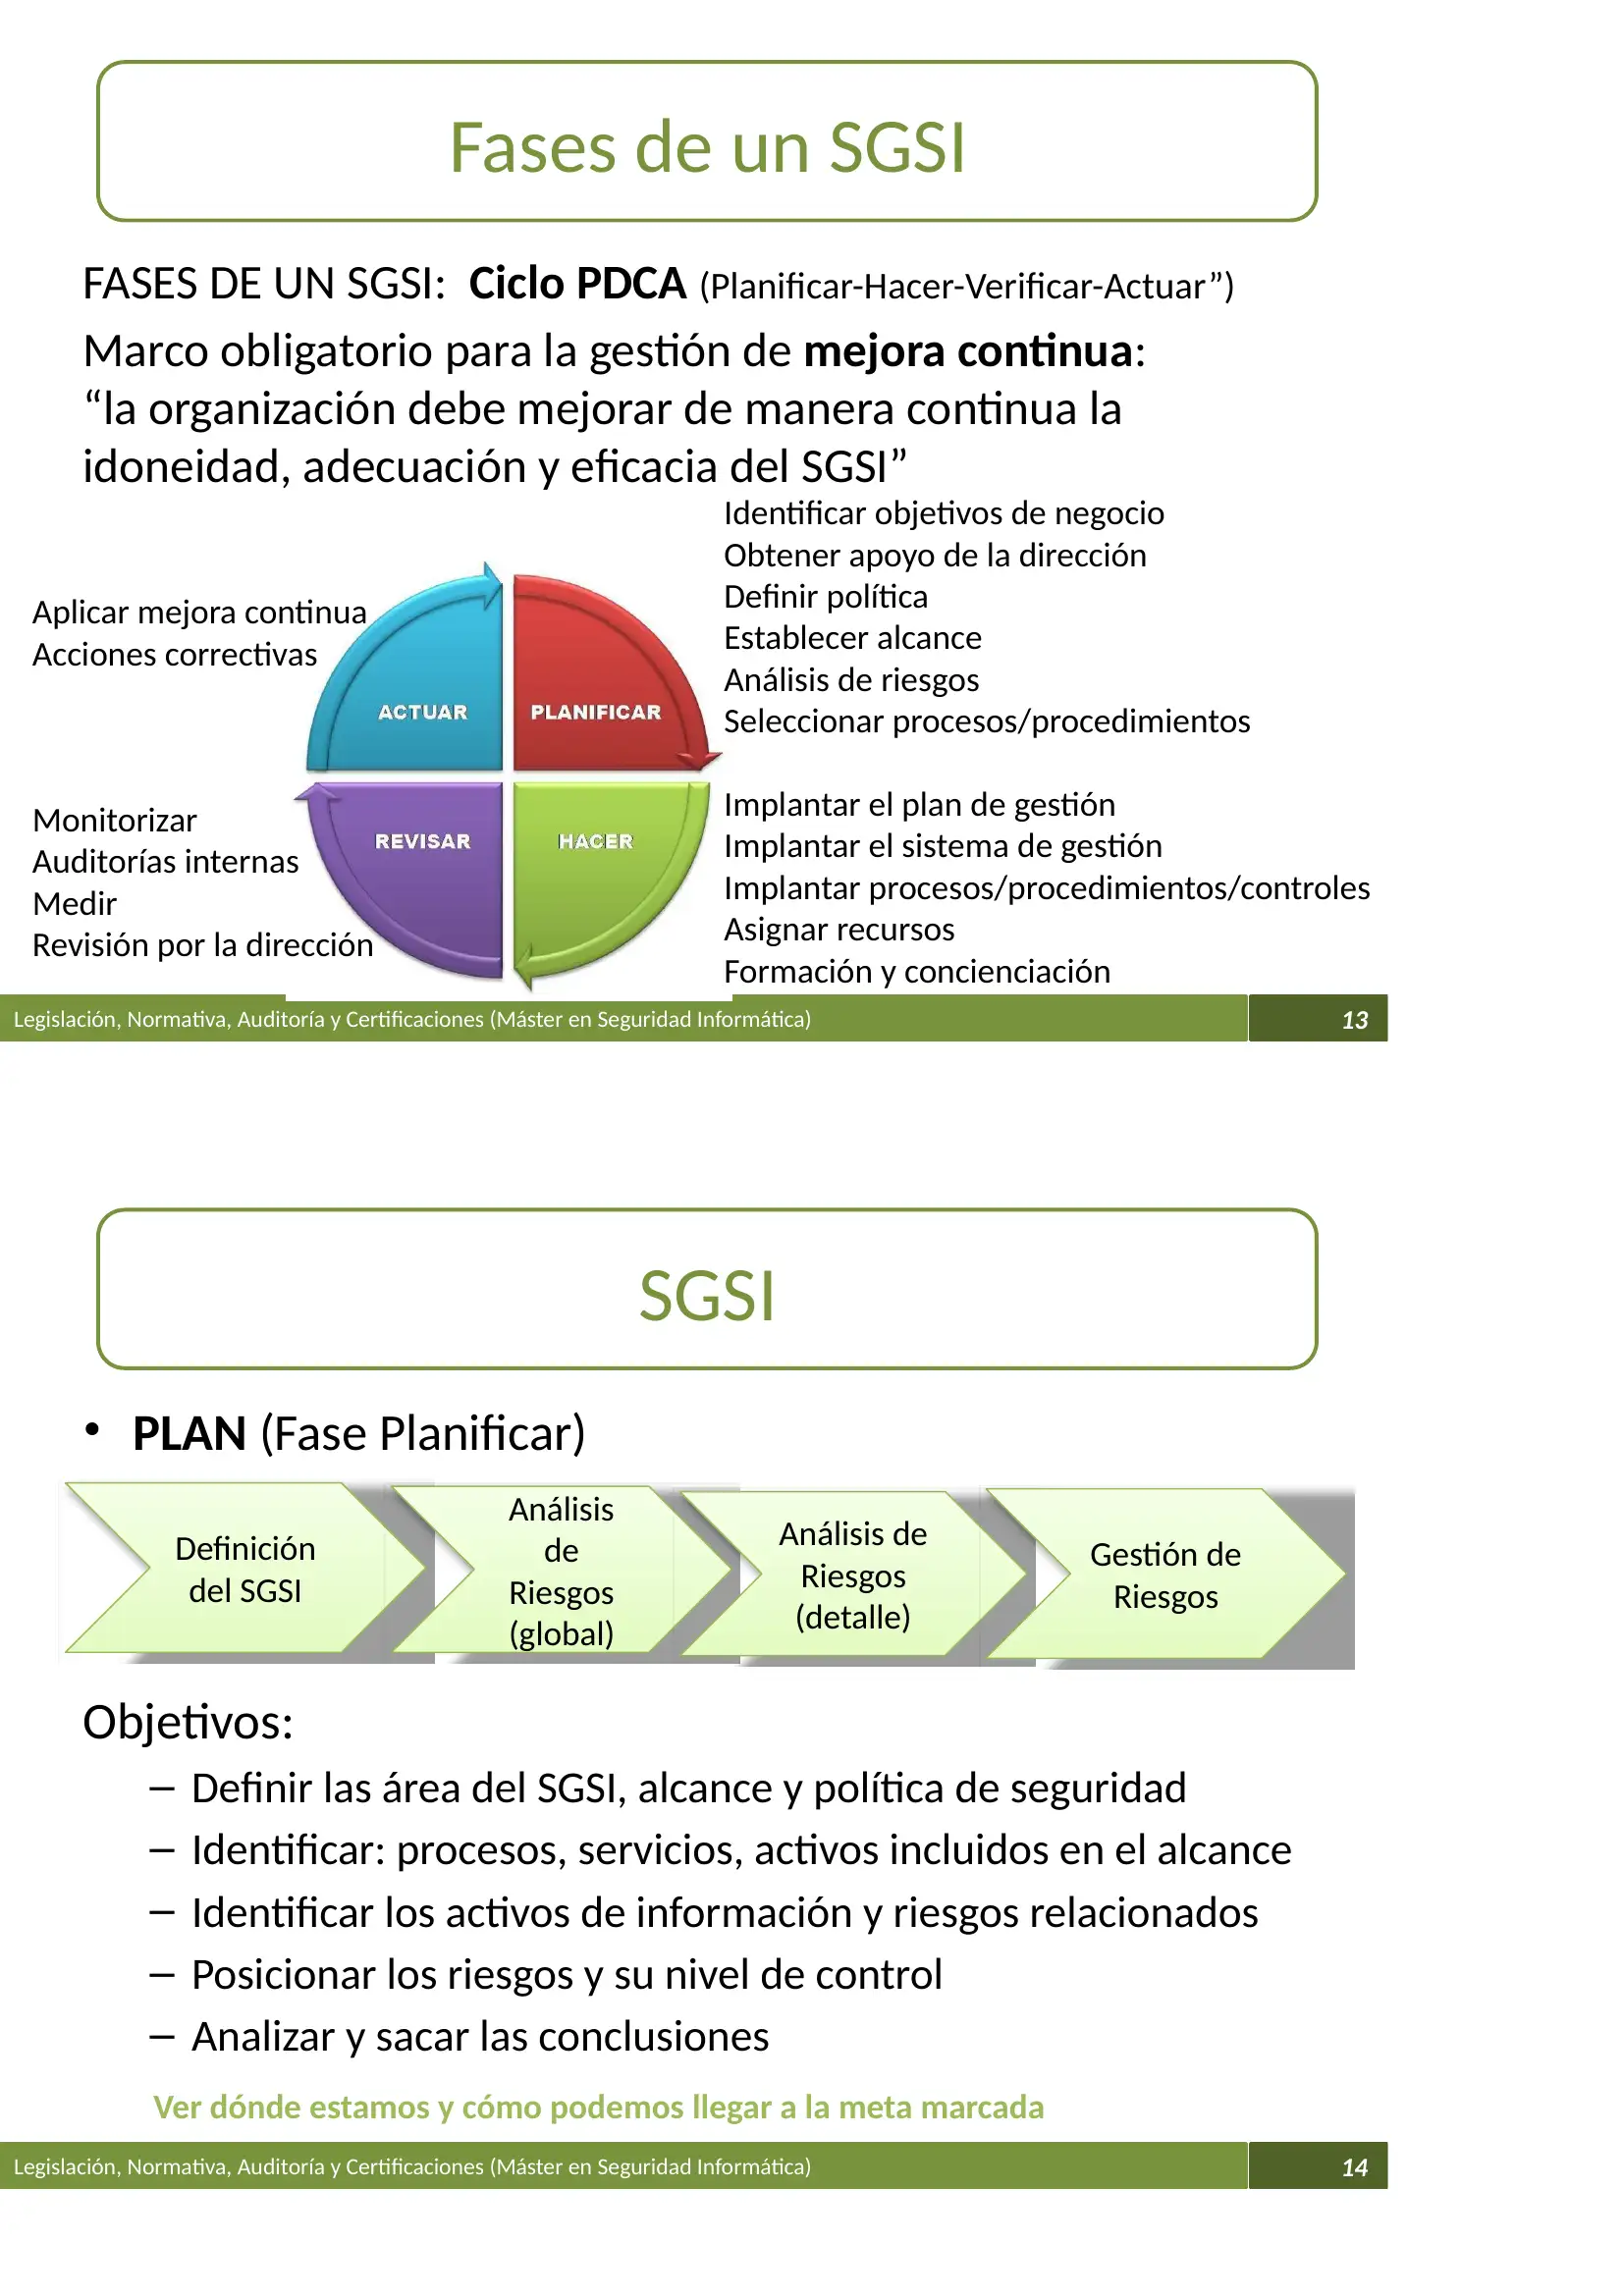 Fases de un SGSI
FASES DE UN SGSI: Ciclo PDCA (Planificar-Hacer-Verificar-Actuar”)
Marco obligatorio para la gestión de mejora continua:
“la organización debe mejorar de manera continua la
idoneidad, adecuación y eficacia del SGSI”
Identificar objetivos de negocio
Obtener apoyo de la dirección
Definir política
Establecer alcance
Análisis de riesgos
Seleccionar procesos/procedimientos
Aplicar mejora continua
Acciones correctivas
ACTUAR
PLANIFICAR
REVISAR
HACER
Monitorizar
Auditorías internas
Medir
Revisión por la dirección
Implantar el plan de gestión
Implantar el sistema de gestión
Implantar procesos/procedimientos/controles
Asignar recursos
Formación y concienciación
Legislación, Normativa, Auditoría y Certificaciones (Máster en Seguridad Informática)
13
SGSI
• PLAN (Fase Planificar)
Definición
del SGSI
Análisis
de
Riesgos
(global)
Análisis de
Riesgos
(detalle)
Gestión de
Riesgos
Objetivos:
– Definir las área del SGSI, alcance y política de seguridad
– Identificar: procesos, servicios, activos incluidos en el alcance
– Identificar los activos de información y riesgos relacionados
– Posicionar los riesgos y su nivel de control
– Analizar y sacar las conclusiones
Ver dónde estamos y cómo podemos llegar a la meta marcada
Legislación, Normativa, Auditoría y Certificaciones (Máster en Seguridad Informática)
14